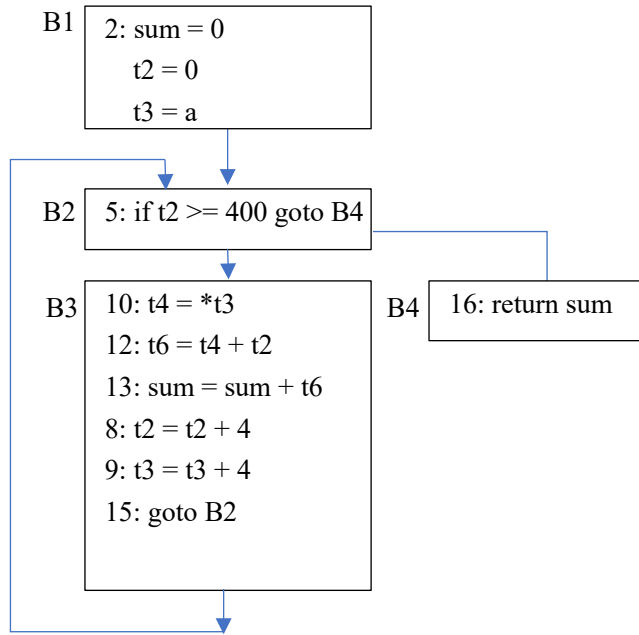 B1
2: sum = 0
t2 = 0
t3 = a
B2
5: if t2 >= 400 goto B4
B3
10: t4 = *t3
12: t6 = t4 + t2
13: sum = sum + t6
8: t2 = t2 + 4
9: t3 = t3 + 4
15: goto B2
B4
16: return sum